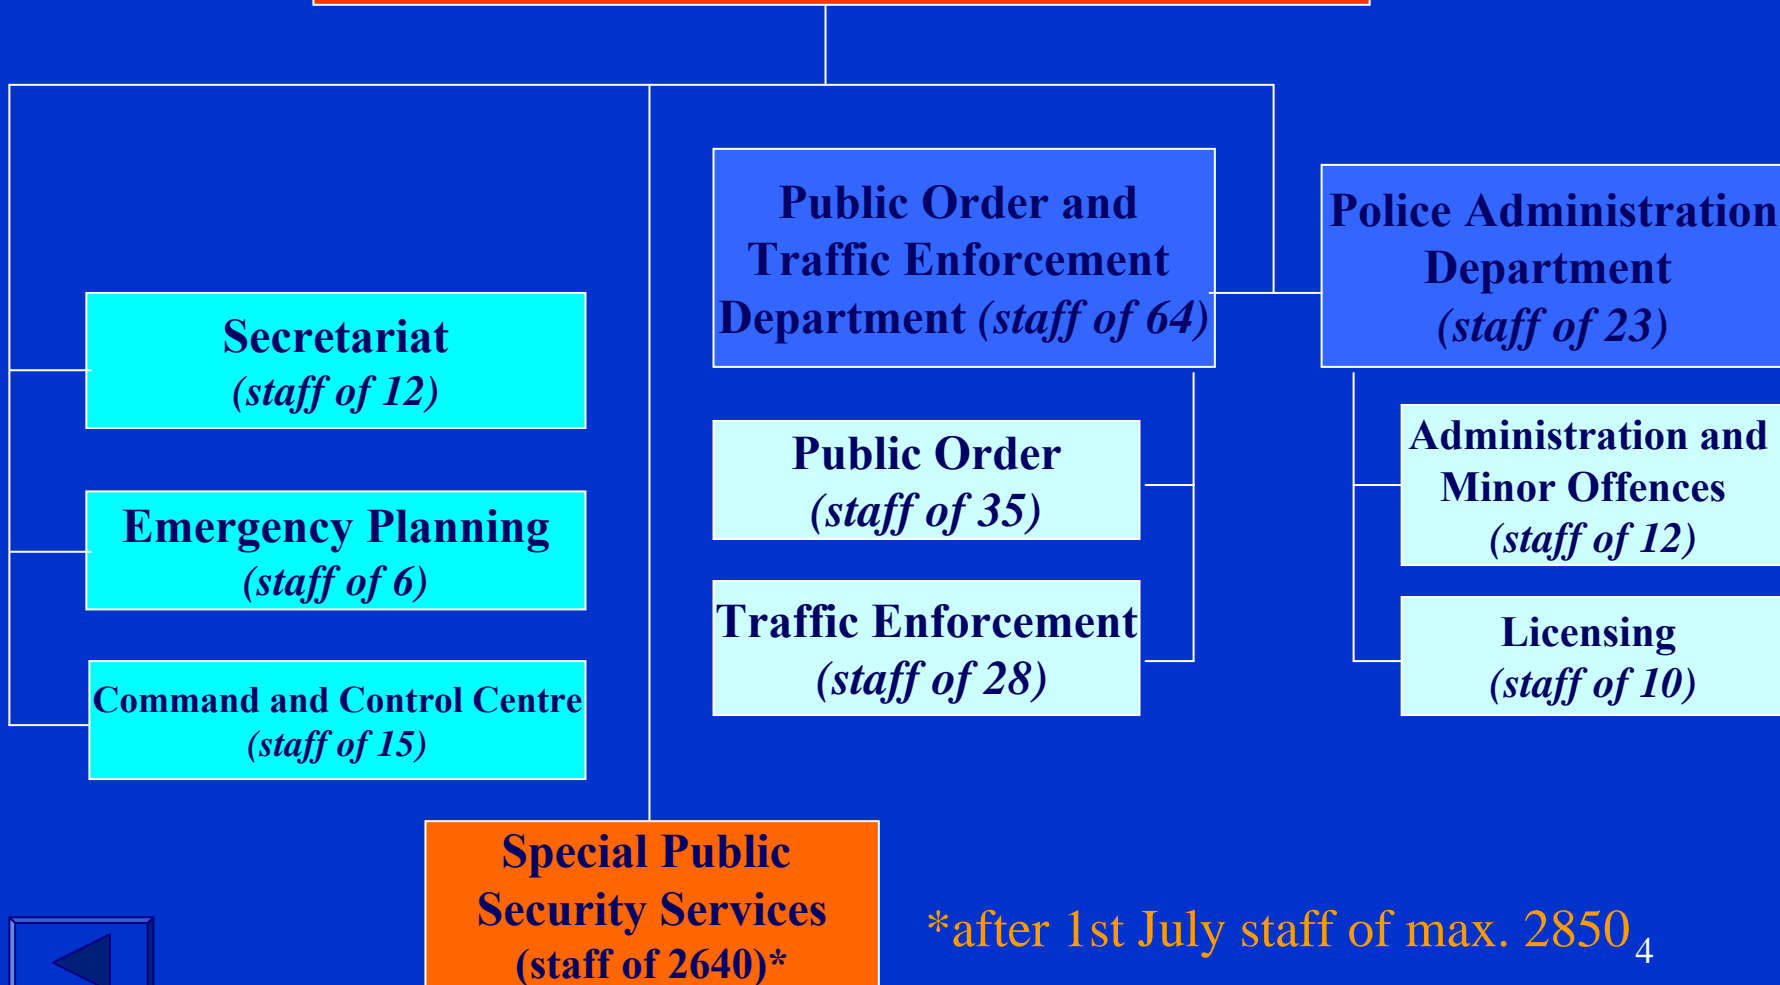 Public Order and
Traffic Enforcement
Department (staff of 64)
Police Administration
Department
(staff of 23)
Secretariat
(staff of 12)
Public Order
(staff of 35)
Administration and
Minor Offences
(staff of 12)
Emergency Planning
(staff of 6)
Traffic Enforcement
(staff of 28)
Licensing
(staff of 10)
Command and Control Centre
(staff of 15)
Special Public
Security Services
(staff of 2640)*
*after 1st July staff of max. 2850
4